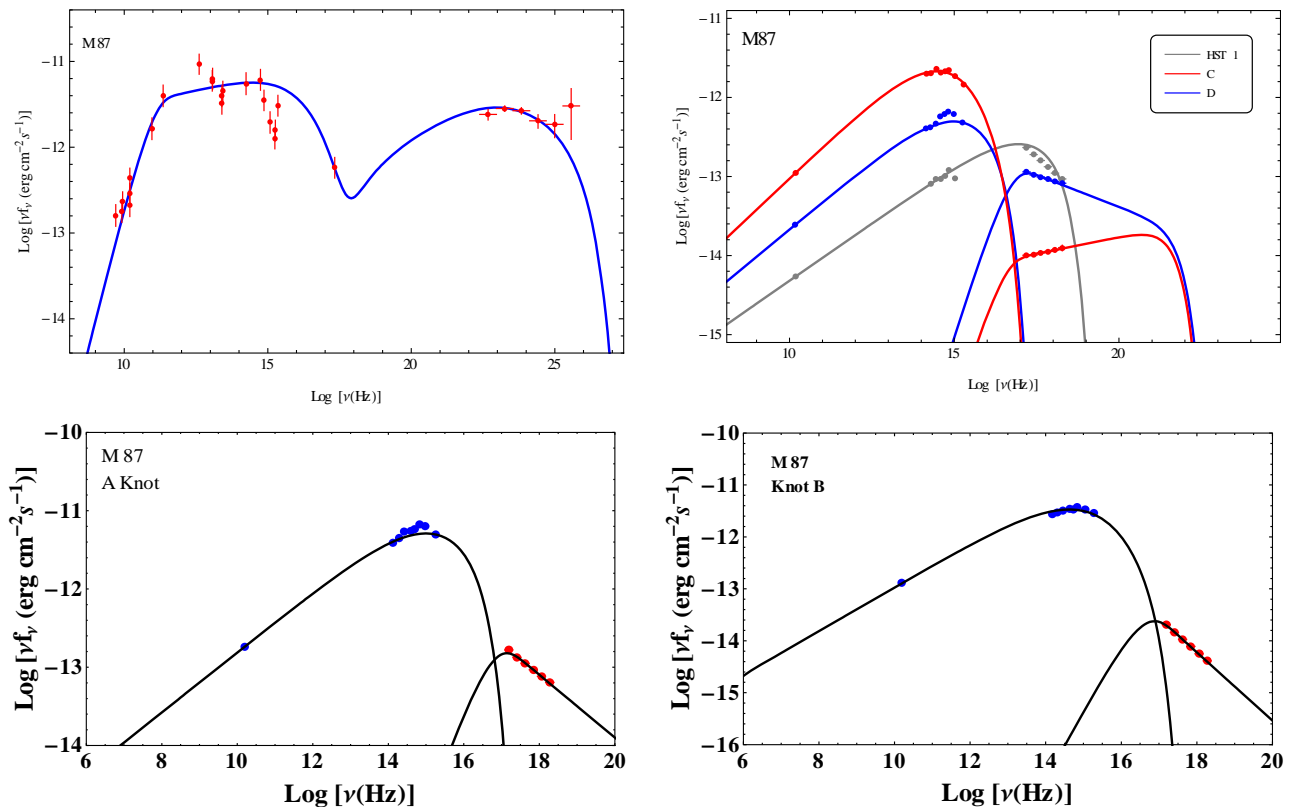 M 87
Log [νf_ν (erg cm⁻² s⁻¹)]
-11
-12
-13
-14
10
15
20
25
Log [ν(Hz)]
M87
HST 1
C
D
Log[νf_ν (erg cm⁻² s⁻¹)]
-11
-12
-13
-14
-15
10
15
20
Log [ν(Hz)]
M 87
A Knot
Log [νf_ν (erg cm⁻²s⁻¹)]
-10
-11
-12
-13
-14
6
8
10
12
14
16
18
20
Log [ν(Hz)]
M 87
Knot B
Log [νf_ν (erg cm⁻²s⁻¹)]
-10
-11
-12
-13
-14
-15
-16
6
8
10
12
14
16
18
20
Log [ν(Hz)]